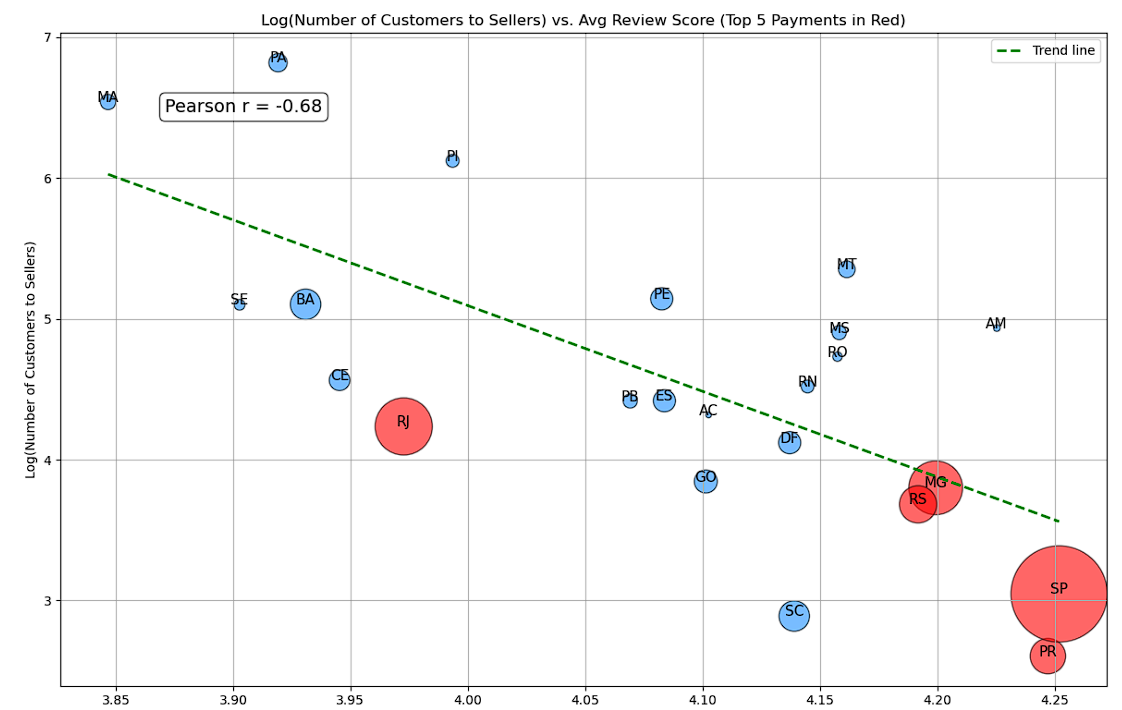 Log(Number of Customers to Sellers) vs. Avg Review Score (Top 5 Payments in Red)
Trend line
Pearson r = -0.68
Log(Number of Customers to Sellers)
7
6
5
4
3
PA
MA
PI
MT
PE
SE
BA
AM
MS
RO
CE
RN
PB
ES
AC
RJ
DF
GO
MG
RS
SP
SC
PR
3.85
3.90
3.95
4.00
4.05
4.10
4.15
4.20
4.25